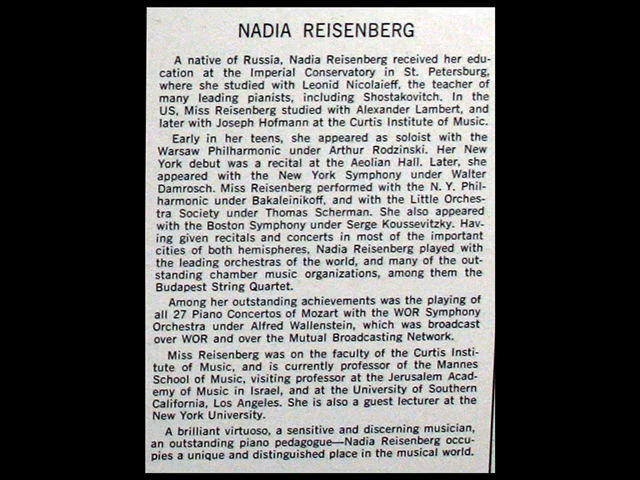 NADIA REISENBERG
A native of Russia, Nadia Reisenberg received her edu-
cation at the Imperial Conservatory in St. Petersburg,
where she studied with Leonid Nicolaieff, the teacher of
many leading pianists, including Shostakovitch. In the
US, Miss Reisenberg studied with Alexander Lambert, and
later with Joseph Hofmann at the Curtis Institute of Music.
Early in her teens, she appeared as soloist with the
Warsaw Philharmonic under Arthur Rodzinski. Her New
York debut was a recital at the Aeolian Hall. Later, she
appeared with the New York Symphony under Walter
Damrosch. Miss Reisenberg performed with the N. Y. Phil-
harmonic under Bakaleinikoff, and with the Little Orches-
tra Society under Thomas Scherman. She also appeared
with the Boston Symphony under Serge Koussevitzky. Hav-
ing given recitals and concerts in most of the important
cities of both hemispheres, Nadia Reisenberg played with
the leading orchestras of the world, and many of the out-
standing chamber music organizations, among them the
Budapest String Quartet.
Among her outstanding achievements was the playing of
all 27 Piano Concertos of Mozart with the WOR Symphony
Orchestra under Alfred Wallenstein, which was broadcast
over WOR and over the Mutual Broadcasting Network.
Miss Reisenberg was on the faculty of the Curtis Insti-
tute of Music, and is currently professor of the Mannes
School of Music, visiting professor at the Jerusalem Acad-
emy of Music in Israel, and at the University of Southern
California, Los Angeles. She is also a guest lecturer at the
New York University.
A brilliant virtuoso, a sensitive and discerning musician,
an outstanding piano pedagogue—Nadia Reisenberg occu-
pies a unique and distinguished place in the musical world.